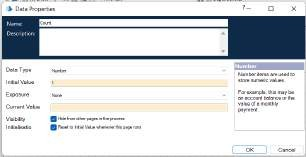 Data Properties
Name: Count
Description:
Data Type Number
Initial Value 1
Exposure None
Current Value
Visibility Hide from other pages in the process
Initialisatio Reset to Initial Value whenever this page runs
Number
Number items are used to
store numeric values.
For example, this may be
an account balance or the
value of a monthly
payment.
OK Cancel